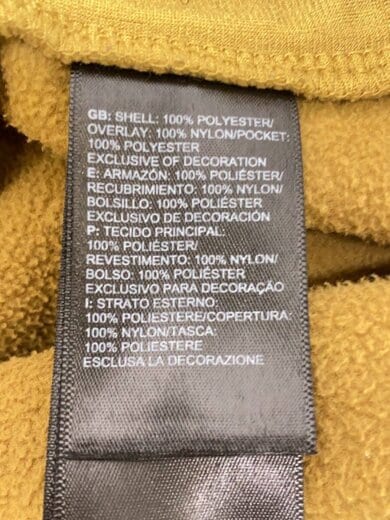 GB: SHELL: 100% POLYESTER/
OVERLAY: 100% NYLON/POCKET:
100% POLYESTER
EXCLUSIVE OF DECORATION
E: ARMAZÓN: 100% POLIÉSTER/
RECUBRIMIENTO: 100% NYLON/
BOLSILLO: 100% POLIÉSTER
EXCLUSIVO DE DECORACIÓN
P: TECIDO PRINCIPAL:
100% POLIÉSTER/
REVESTIMENTO: 100% NYLON/
BOLSO: 100% POLIÉSTER
EXCLUSIVO PARA DECORAÇÃO
I: STRATO ESTERNO:
100% POLIESTERE/COPERTURA:
100% NYLON/TASCA:
100% POLIESTERE
ESCLUSA LA DECORAZIONE